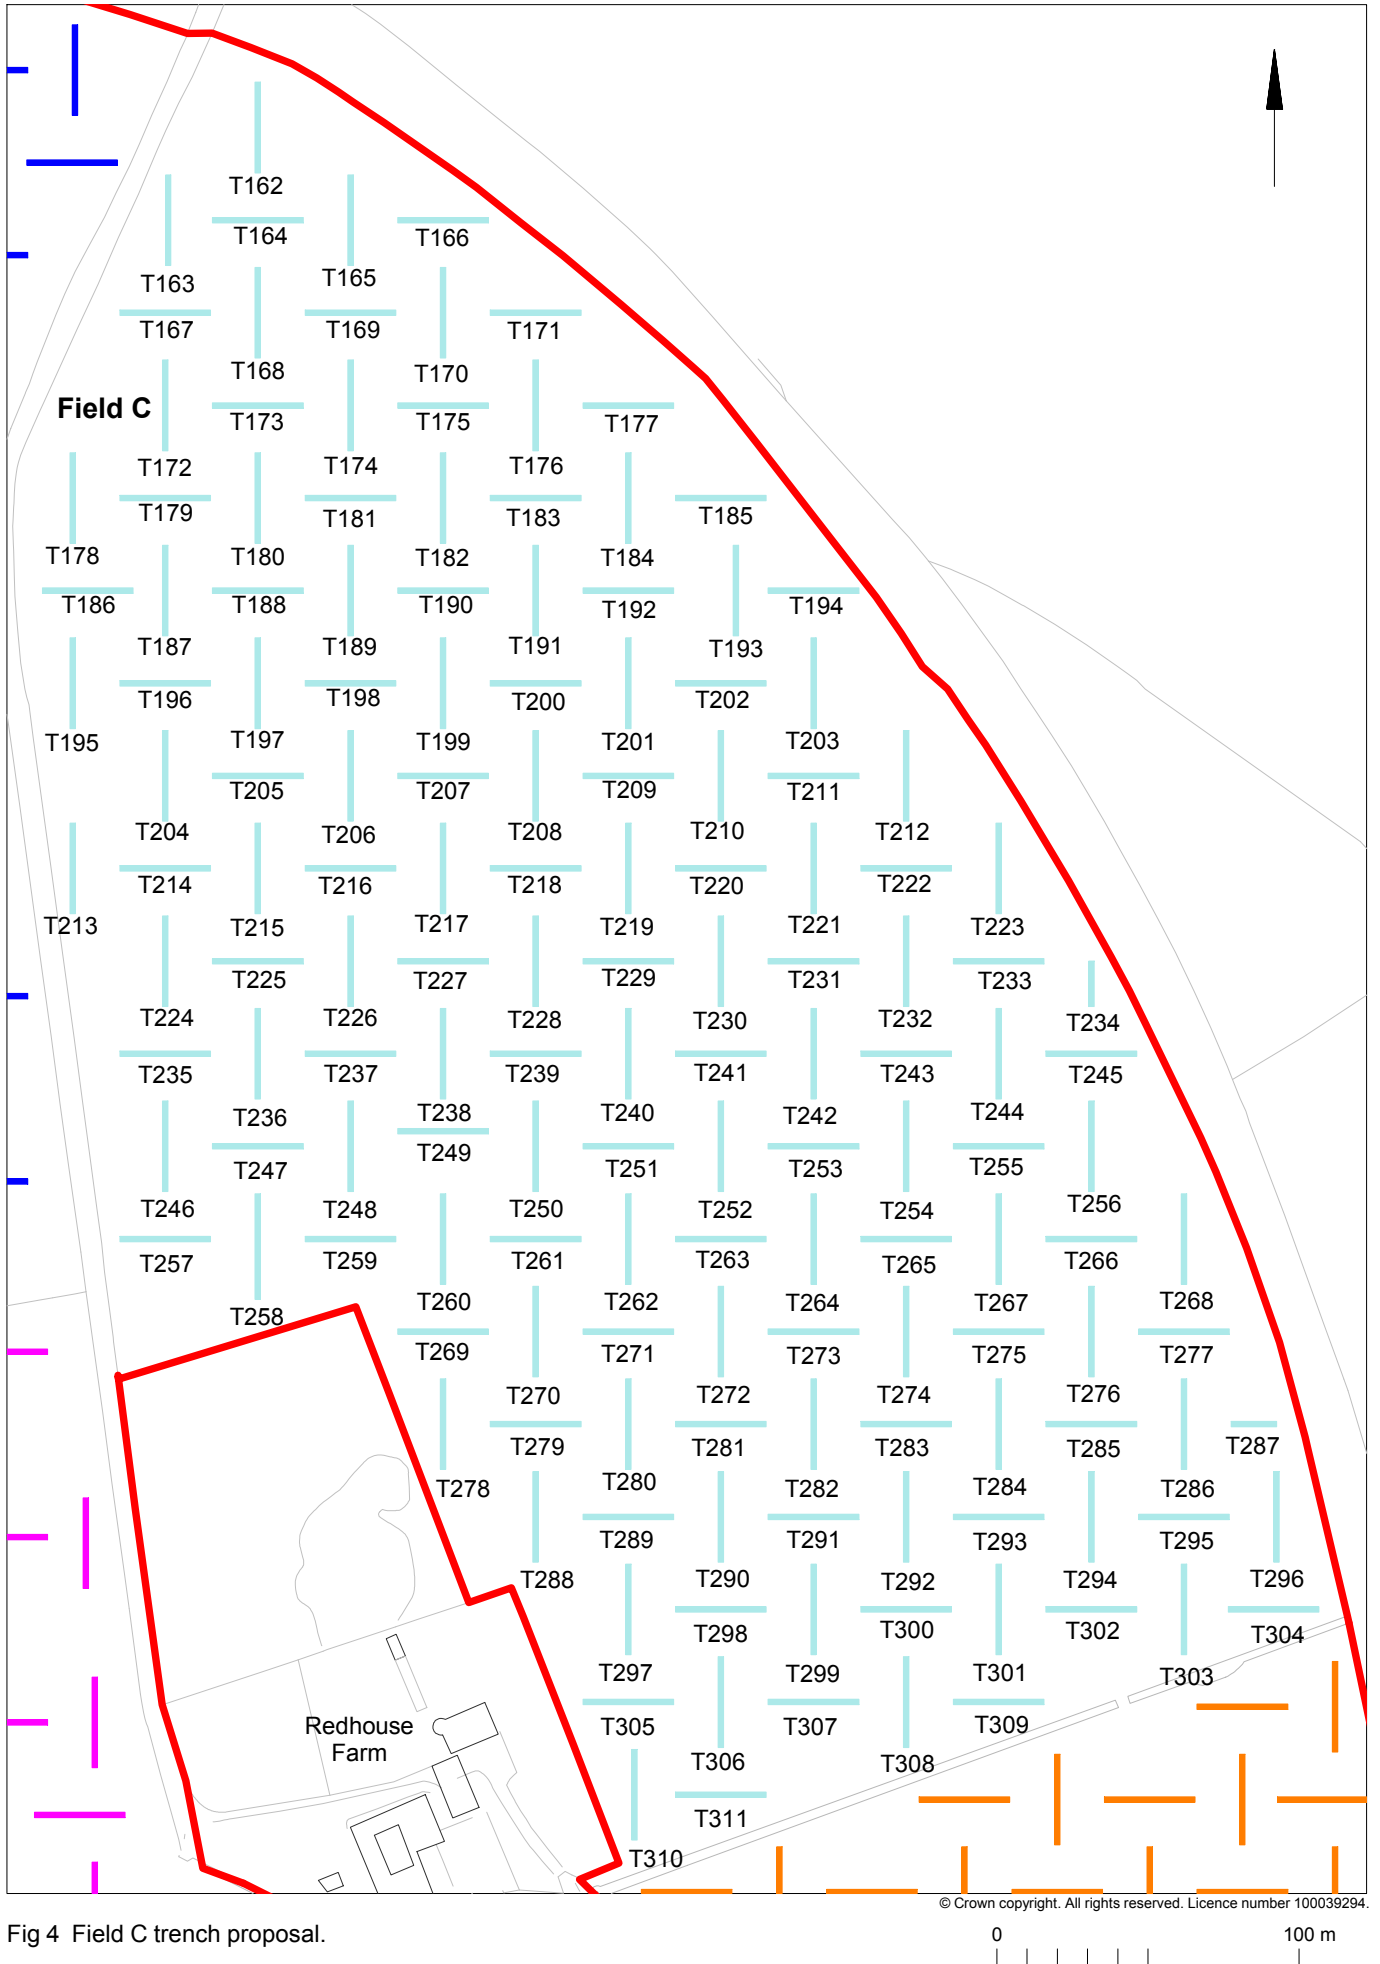 T162
T164
T166
T163
T165
T167
T169
T171
T168
T170
Field C
T173
T175
T177
T172
T174
T176
T179
T181
T183
T185
T178
T180
T182
T184
T186
T188
T190
T192
T194
T187
T189
T191
T193
T196
T198
T200
T202
T195
T197
T199
T201
T203
T205
T207
T209
T211
T204
T206
T208
T210
T212
T214
T216
T218
T220
T222
T213
T215
T217
T219
T221
T223
T225
T227
T229
T231
T233
T224
T226
T228
T230
T232
T234
T235
T237
T239
T241
T243
T245
T236
T238
T240
T242
T244
T247
T249
T251
T253
T255
T246
T248
T250
T252
T254
T256
T257
T259
T261
T263
T265
T266
T258
T260
T262
T264
T267
T268
T269
T271
T273
T275
T277
T270
T272
T274
T276
T279
T281
T283
T285
T287
T278
T280
T282
T284
T286
T289
T291
T293
T295
T288
T290
T292
T294
T296
T298
T300
T302
T304
T297
T299
T301
T303
Redhouse
Farm
T305
T307
T309
T306
T308
T311
T310
© Crown copyright. All rights reserved. Licence number 100039294.
Fig 4 Field C trench proposal.
0 100 m